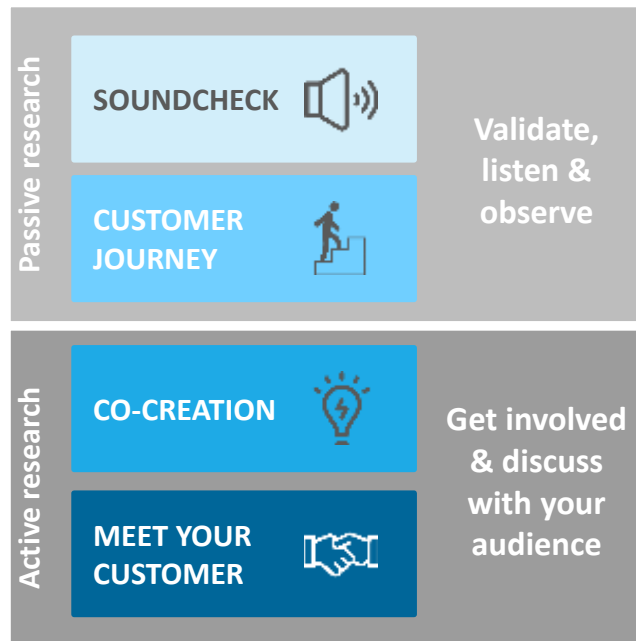 Passive research
SOUNDCHECK
CUSTOMER
JOURNEY
Validate,
listen &
observe
Active research
CO-CREATION
MEET YOUR
CUSTOMER
Get involved
& discuss
with your
audience